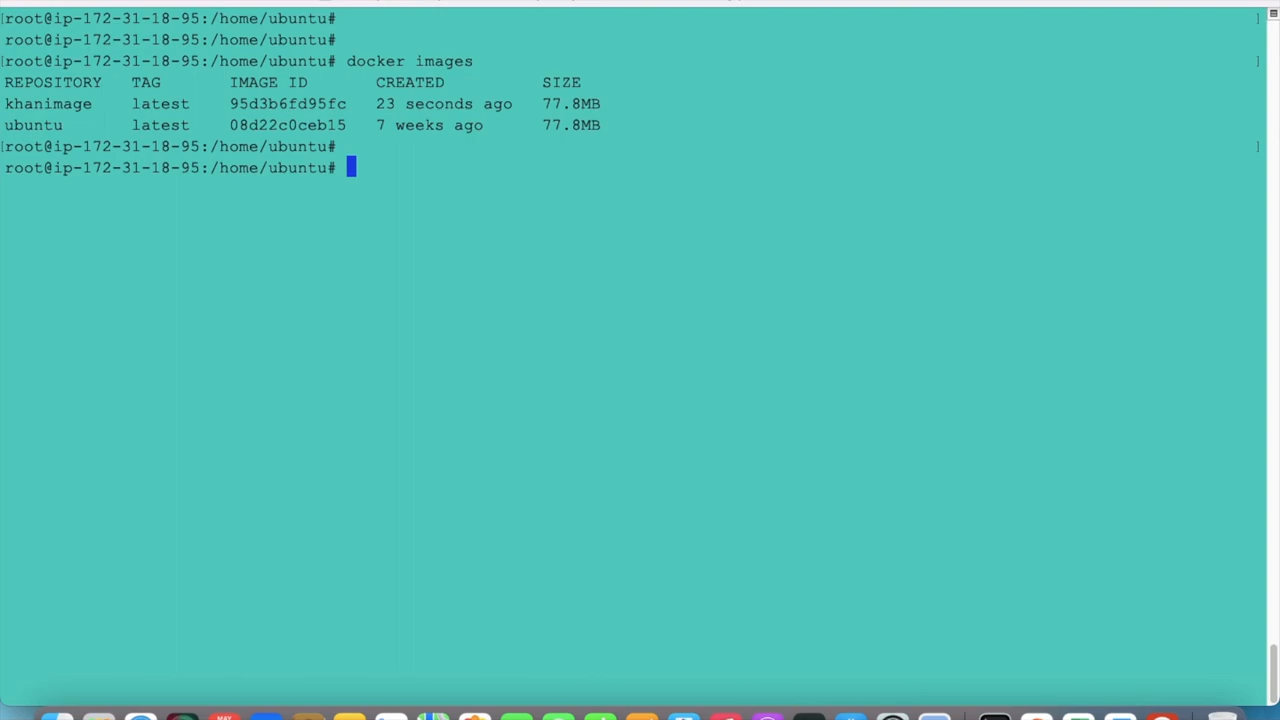 root@ip-172-31-18-95:/home/ubuntu#
root@ip-172-31-18-95:/home/ubuntu#
root@ip-172-31-18-95:/home/ubuntu# docker images
REPOSITORY TAG IMAGE ID CREATED SIZE
khanimage latest 95d3b6fd95fc 23 seconds ago 77.8MB
ubuntu latest 08d22c0ceb15 7 weeks ago 77.8MB
root@ip-172-31-18-95:/home/ubuntu#
root@ip-172-31-18-95:/home/ubuntu#
MAY